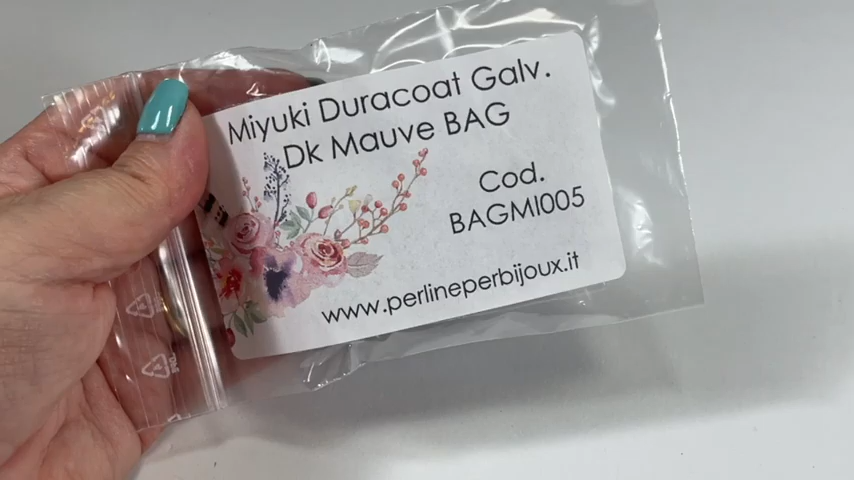 Miyuki Duracoat Galv.
Dk Mauve BAG
Cod.
BAGMI005
www.perlineperbijoux.it